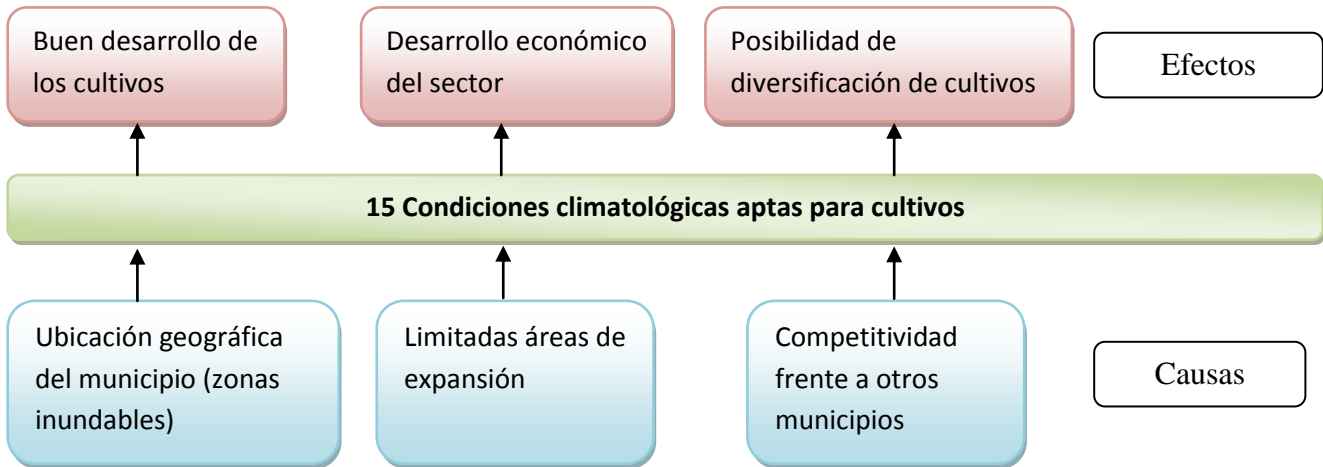 Buen desarrollo de
los cultivos
Desarrollo económico
del sector
Posibilidad de
diversificación de cultivos
Efectos
15 Condiciones climatológicas aptas para cultivos
Ubicación geográfica
del municipio (zonas
inundables)
Limitadas áreas de
expansión
Competitividad
frente a otros
municipios
Causas